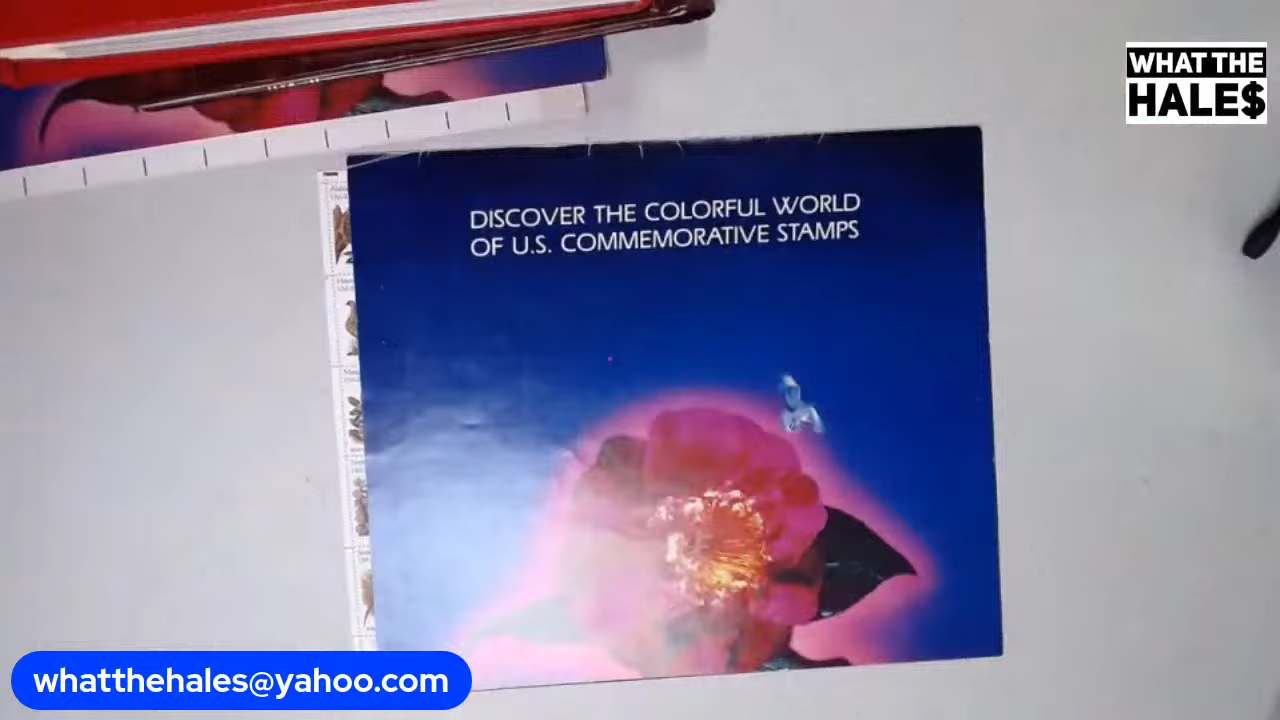 WHAT THE
HALE$
DISCOVER THE COLORFUL WORLD
OF U.S. COMMEMORATIVE STAMPS
whatthehales@yahoo.com